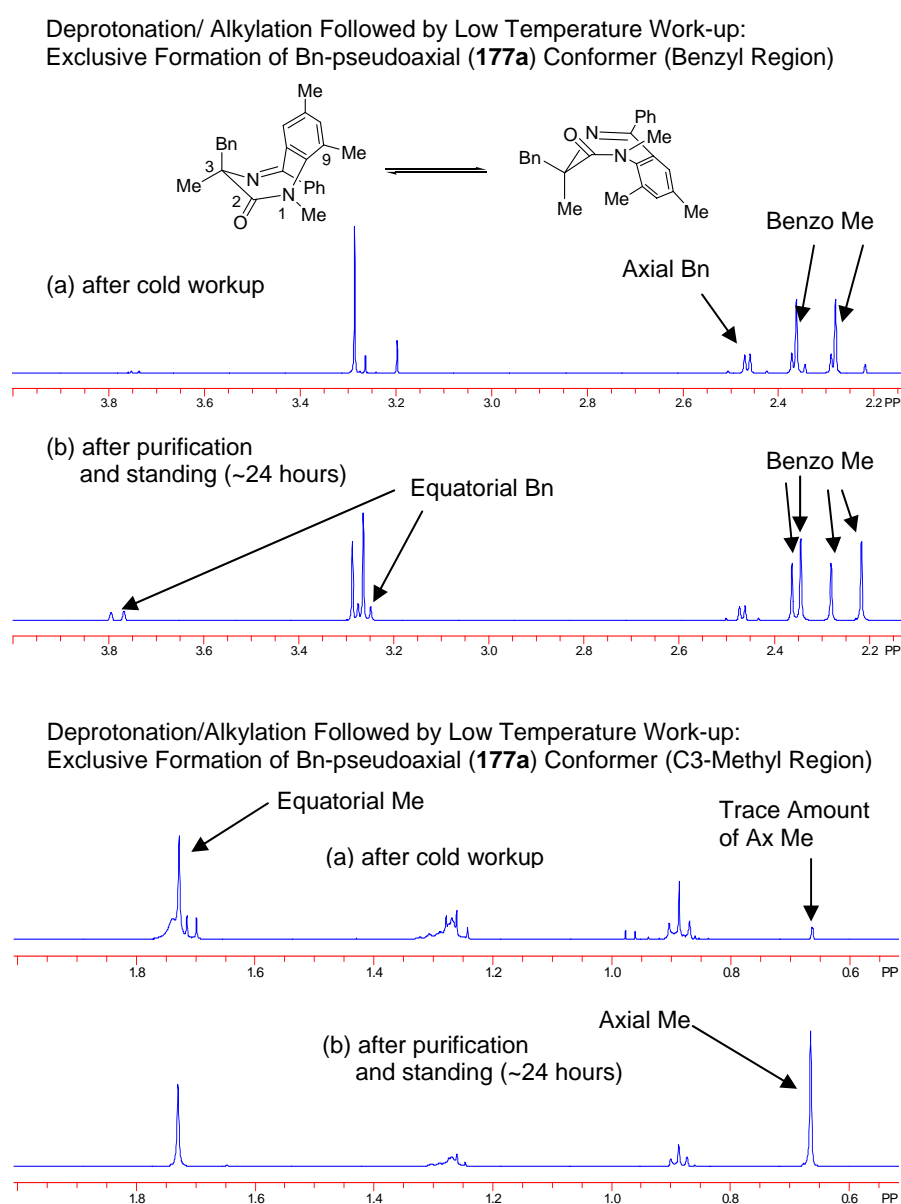 Deprotonation/ Alkylation Followed by Low Temperature Work-up:
Exclusive Formation of Bn-pseudoaxial (177a) Conformer (Benzyl Region)
Me
Bn
3
9
Me
Me
N
Ph
2
N
O
1
Me
Ph
O
N
Me
Bn
N
Me
Me
Me
Benzo Me
(a) after cold workup
Axial Bn
3.8 3.6 3.4 3.2 3.0 2.8 2.6 2.4 2.2 PP
(b) after purification
and standing (~24 hours)
Equatorial Bn
Benzo Me
3.8 3.6 3.4 3.2 3.0 2.8 2.6 2.4 2.2 PP
Deprotonation/Alkylation Followed by Low Temperature Work-up:
Exclusive Formation of Bn-pseudoaxial (177a) Conformer (C3-Methyl Region)
Equatorial Me
Trace Amount
of Ax Me
(a) after cold workup
1.8 1.6 1.4 1.2 1.0 0.8 0.6 PP
Axial Me
(b) after purification
and standing (~24 hours)
1.8 1.6 1.4 1.2 1.0 0.8 0.6 PP